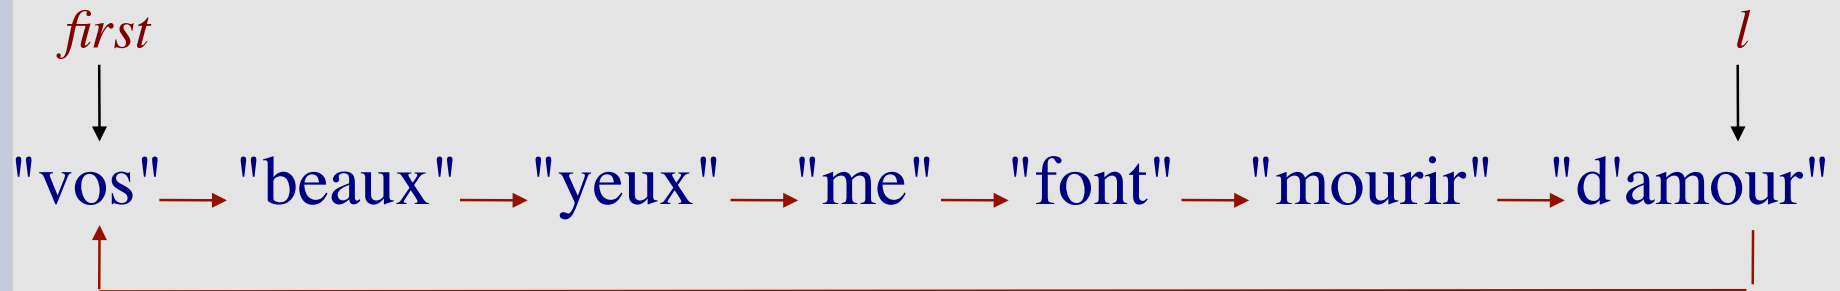 first l
"vos" "beaux" "yeux" "me" "font" "mourir" "d'amour"